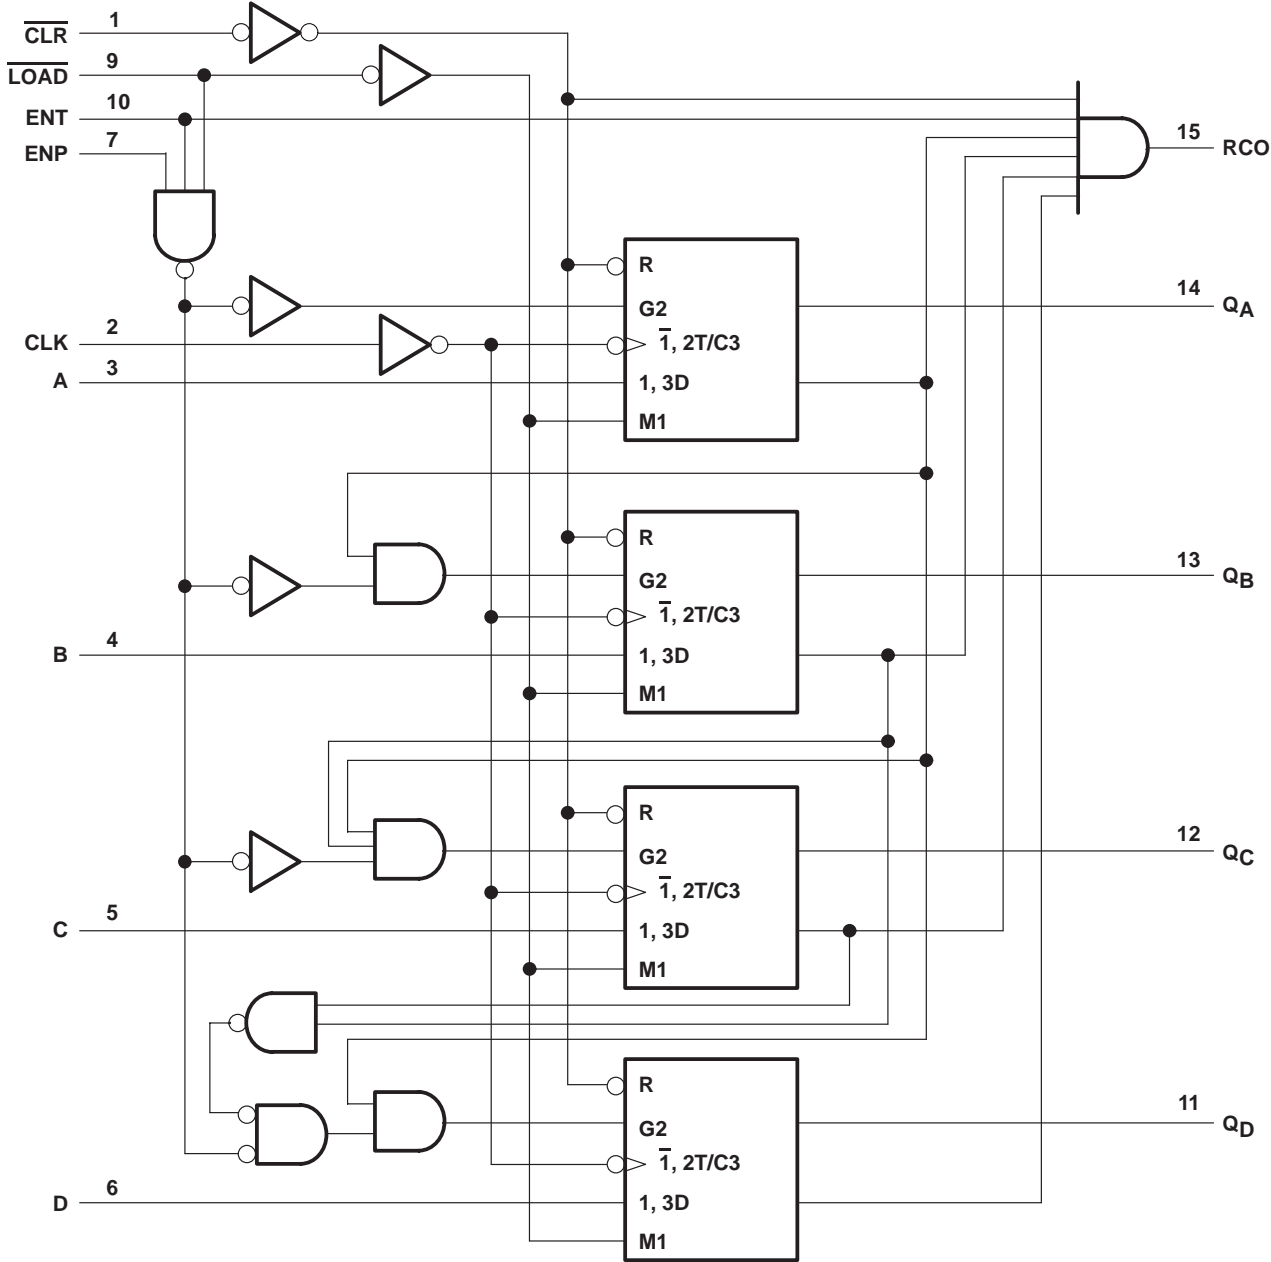 1
C̅L̅R̅
9
L̅O̅A̅D̅
10
ENT
7
ENP
15
RCO
R
14
G2
QA
2
CLK
1̅, 2T/C3
3
A
1, 3D
M1
R
13
G2
QB
1̅, 2T/C3
4
B
1, 3D
M1
R
12
G2
QC
1̅, 2T/C3
5
C
1, 3D
M1
R
11
G2
QD
1̅, 2T/C3
6
D
1, 3D
M1